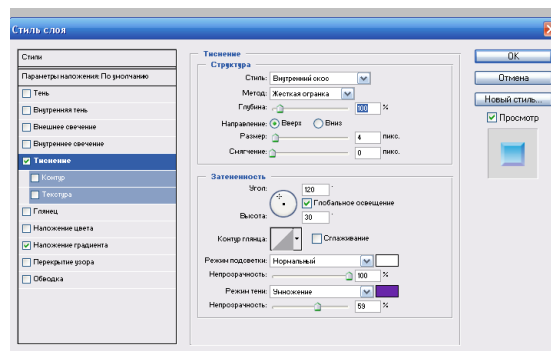 Стиль слоя
Стили
Параметры наложения: По умолчанию
Тень
Внутренняя тень
Внешнее свечение
Внутреннее свечение
Тиснение
Контур
Текстура
Глянец
Наложение цвета
Наложение градиента
Перекрытие узора
Обводка
Тиснение
Структура
Стиль: Внутренний скос
Метод: Жесткая огранка
Глубина: 100 %
Направление: Вверх Вниз
Размер: 4 пикс.
Смягчение: 0 пикс.
Затененность
Угол: 120 °
Глобальное освещение
Высота: 30 °
Контур глянца: Сглаживание
Режим подсветки: Нормальный
Непрозрачность: 100 %
Режим тени: Умножение
Непрозрачность: 59 %
OK
Отмена
Новый стиль...
Просмотр